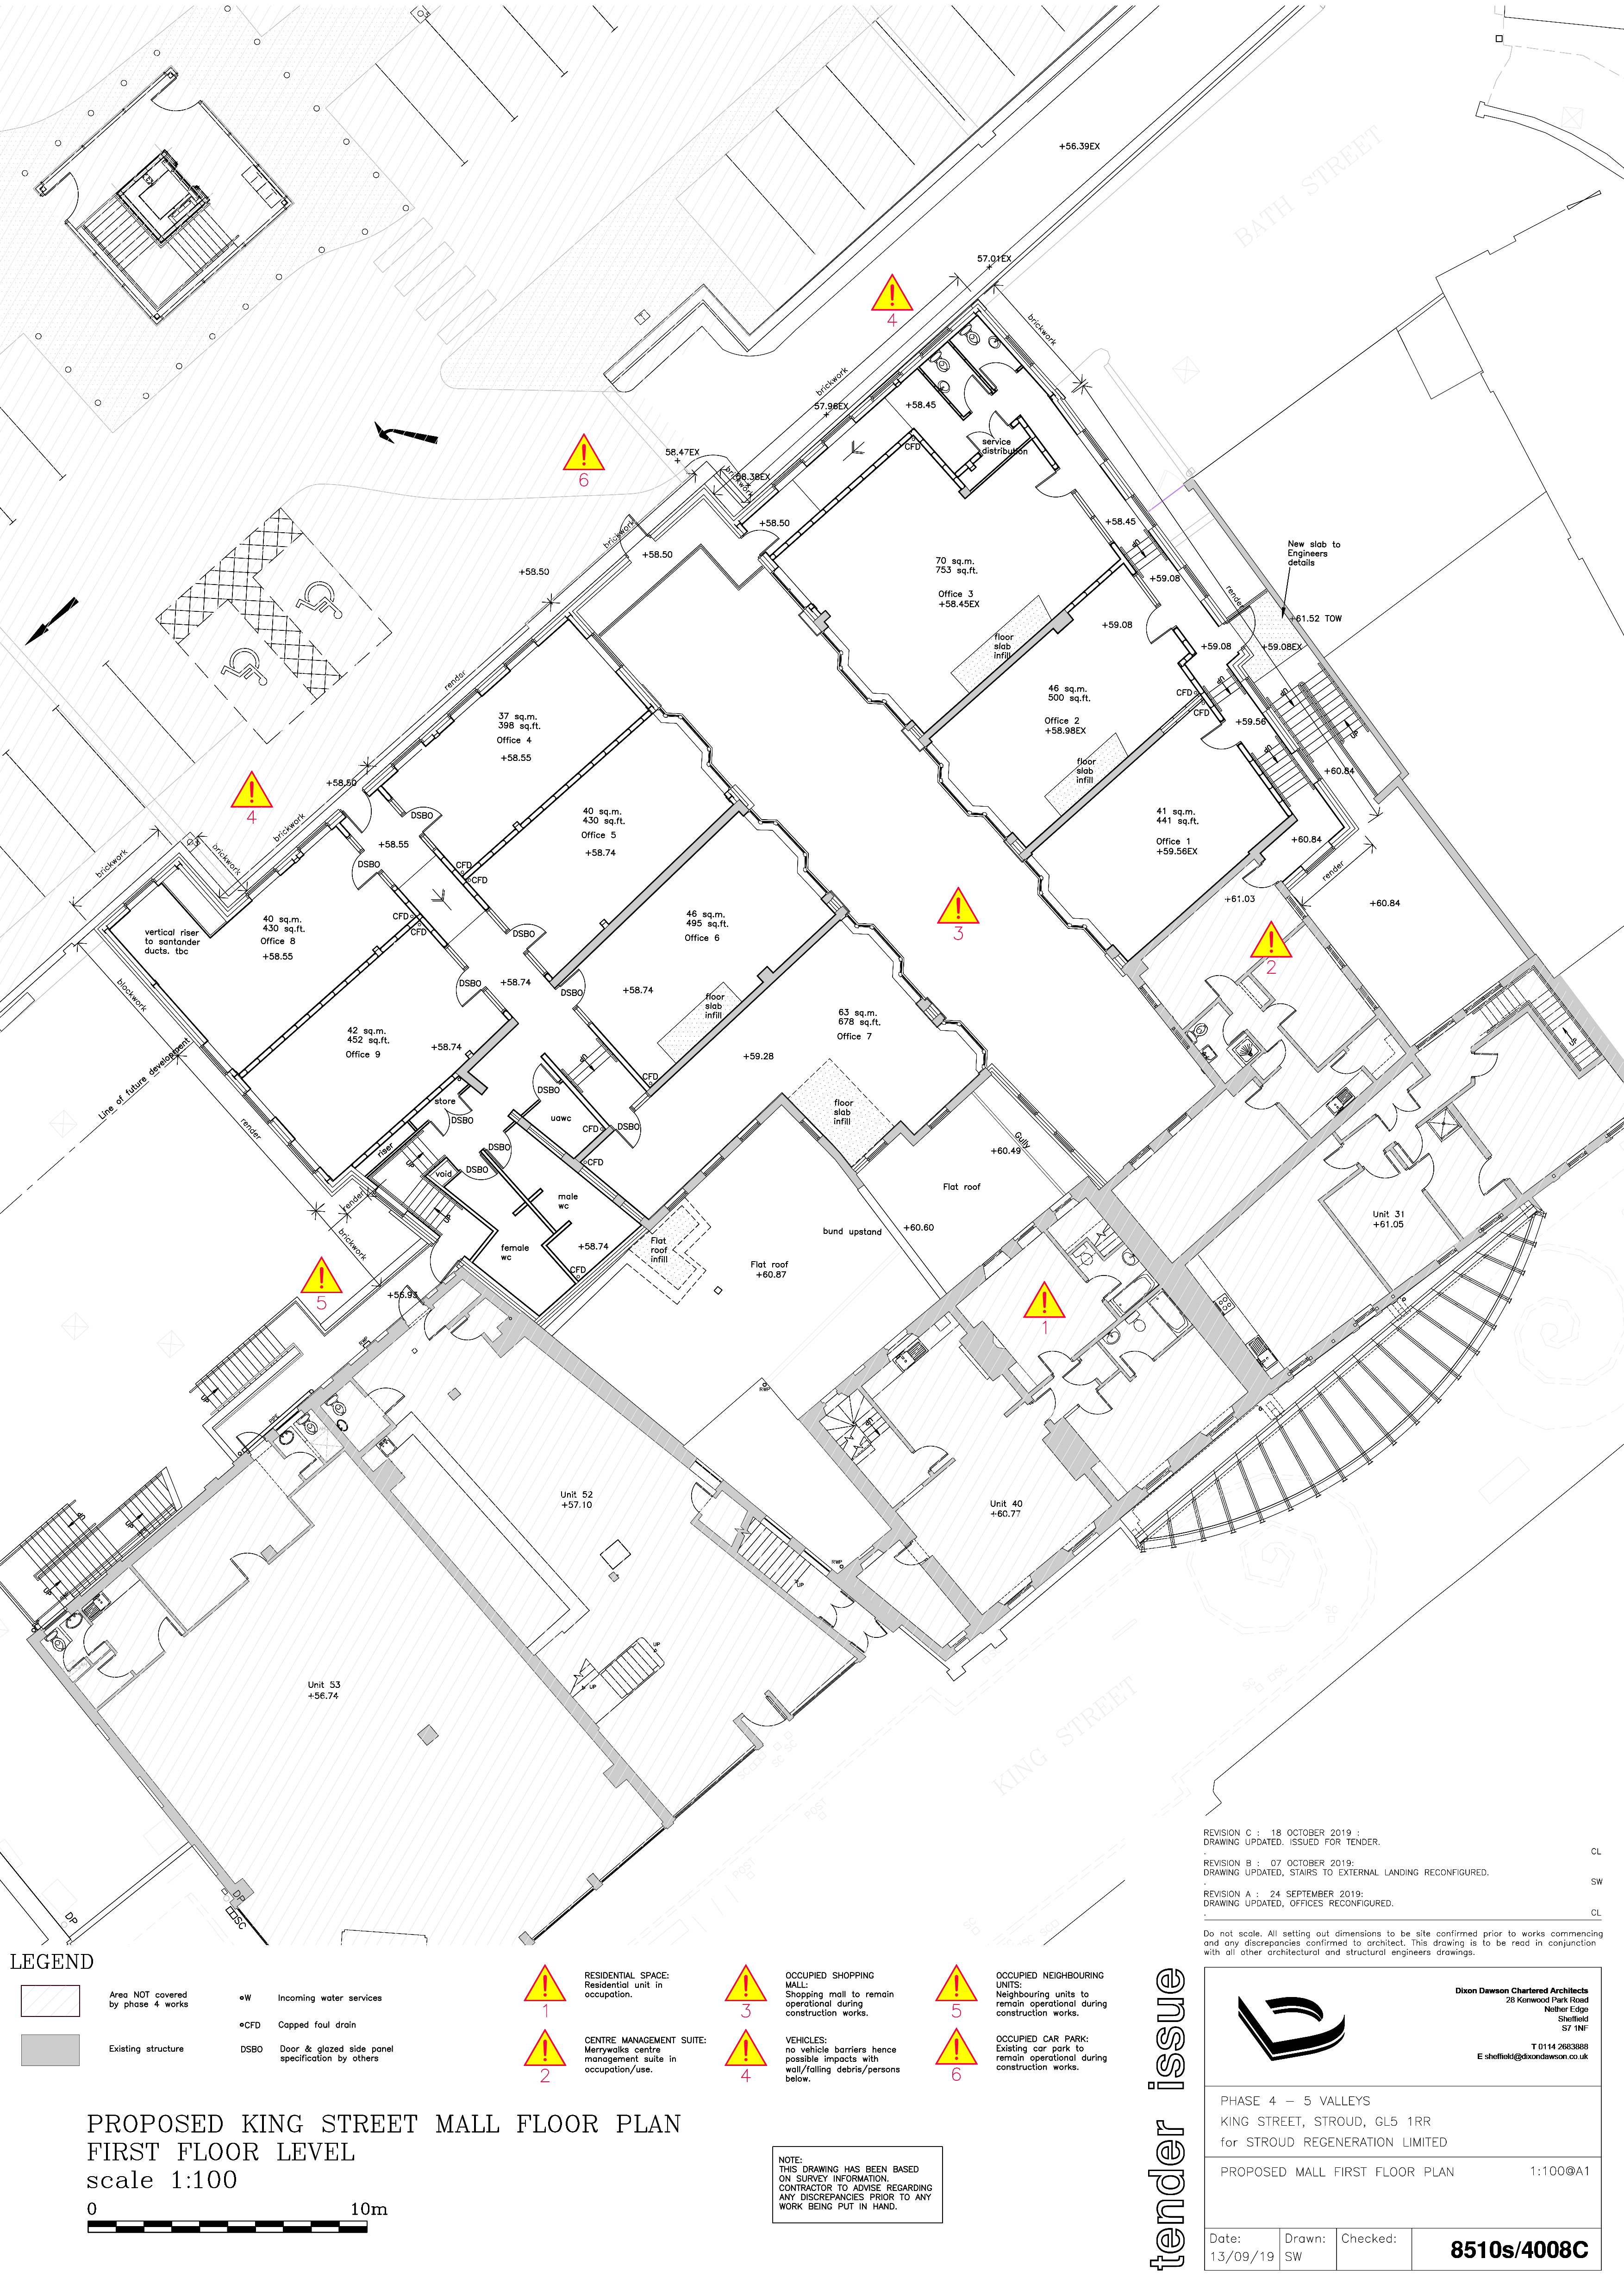 +56.39EX
BATH STREET
57.01EX
4
brickwork
brickwork
57.96EX
+58.45
CFD
service
distribution
58.47EX
6
58.38EX
brickwork
+58.50
brickwork
+58.50
+58.50
+58.45
70 sq.m.
753 sq.ft.
Office 3
+58.45EX
+59.08
New slab to
Engineers
details
render
+61.52 TOW
+59.08
floor
slab
infill
+59.08
+59.08EX
render
46 sq.m.
500 sq.ft.
Office 2
+58.98EX
CFD
CFD
UP
+59.56
37 sq.m.
398 sq.ft.
Office 4
+58.55
floor
slab
infill
+60.84
+58.50
4
DSBO
40 sq.m.
430 sq.ft.
Office 5
+58.74
41 sq.m.
441 sq.ft.
Office 1
+59.56EX
brickwork
+58.55
+60.84
DSBO
CFD
CFD
brickwork
brickwork
render
+61.03
+60.84
46 sq.m.
495 sq.ft.
Office 6
40 sq.m.
430 sq.ft.
Office 8
+58.55
CFD
CFD
vertical riser
to santander
ducts. tbc
DSBO
3
2
blockwork
DSBO
+58.74
DSBO
+58.74
floor
slab
infill
63 sq.m.
678 sq.ft.
Office 7
42 sq.m.
452 sq.ft.
Office 9
+58.74
+59.28
Line of future development
CFD
DSBO
store
DSBO
uawc
CFD
DSBO
floor
slab
infill
render
riser
DSBO
CFD
void
DSBO
Gully
+60.49
Flat roof
render
male
wc
bund upstand
+60.60
Unit 31
+61.05
brickwork
female
wc
+58.74
CFD
Flat
roof
infill
Flat roof
+60.87
5
+56.93
1
RWP
RWP
Unit 52
+57.10
Unit 40
+60.77
RWP
UP
UP
UP
Unit 53
+56.74
KING STREET
DP
DP
DSC
REVISION C : 18 OCTOBER 2019 :
DRAWING UPDATED. ISSUED FOR TENDER.
CL
REVISION B : 07 OCTOBER 2019:
DRAWING UPDATED, STAIRS TO EXTERNAL LANDING RECONFIGURED.
SW
REVISION A : 24 SEPTEMBER 2019:
DRAWING UPDATED, OFFICES RECONFIGURED.
CL
Do not scale. All setting out dimensions to be site confirmed prior to works commencing
and any discrepancies confirmed to architect. This drawing is to be read in conjunction
with all other architectural and structural engineers drawings.
LEGEND
Area NOT covered
by phase 4 works
Existing structure
W Incoming water services
CFD Capped foul drain
DSBO Door & glazed side panel
specification by others
1
RESIDENTIAL SPACE:
Residential unit in
occupation.
2
CENTRE MANAGEMENT SUITE:
Merrywalks centre
management suite in
occupation/use.
3
OCCUPIED SHOPPING
MALL:
Shopping mall to remain
operational during
construction works.
4
VEHICLES:
no vehicle barriers hence
possible impacts with
wall/falling debris/persons
below.
5
OCCUPIED NEIGHBOURING
UNITS:
Neighbouring units to
remain operational during
construction works.
6
OCCUPIED CAR PARK:
Existing car park to
remain operational during
construction works.
PROPOSED KING STREET MALL FLOOR PLAN
FIRST FLOOR LEVEL
scale 1:100
0 10m
NOTE:
THIS DRAWING HAS BEEN BASED
ON SURVEY INFORMATION.
CONTRACTOR TO ADVISE REGARDING
ANY DISCREPANCIES PRIOR TO ANY
WORK BEING PUT IN HAND.
tender issue
Dixon Dawson Chartered Architects
28 Kenwood Park Road
Nether Edge
Sheffield
S7 1NF
T 0114 2683888
E sheffield@dixondawson.co.uk
PHASE 4 - 5 VALLEYS
KING STREET, STROUD, GL5 1RR
for STROUD REGENERATION LIMITED
PROPOSED MALL FIRST FLOOR PLAN 1:100@A1
Date: Drawn: Checked:
13/09/19 SW
8510s/4008C